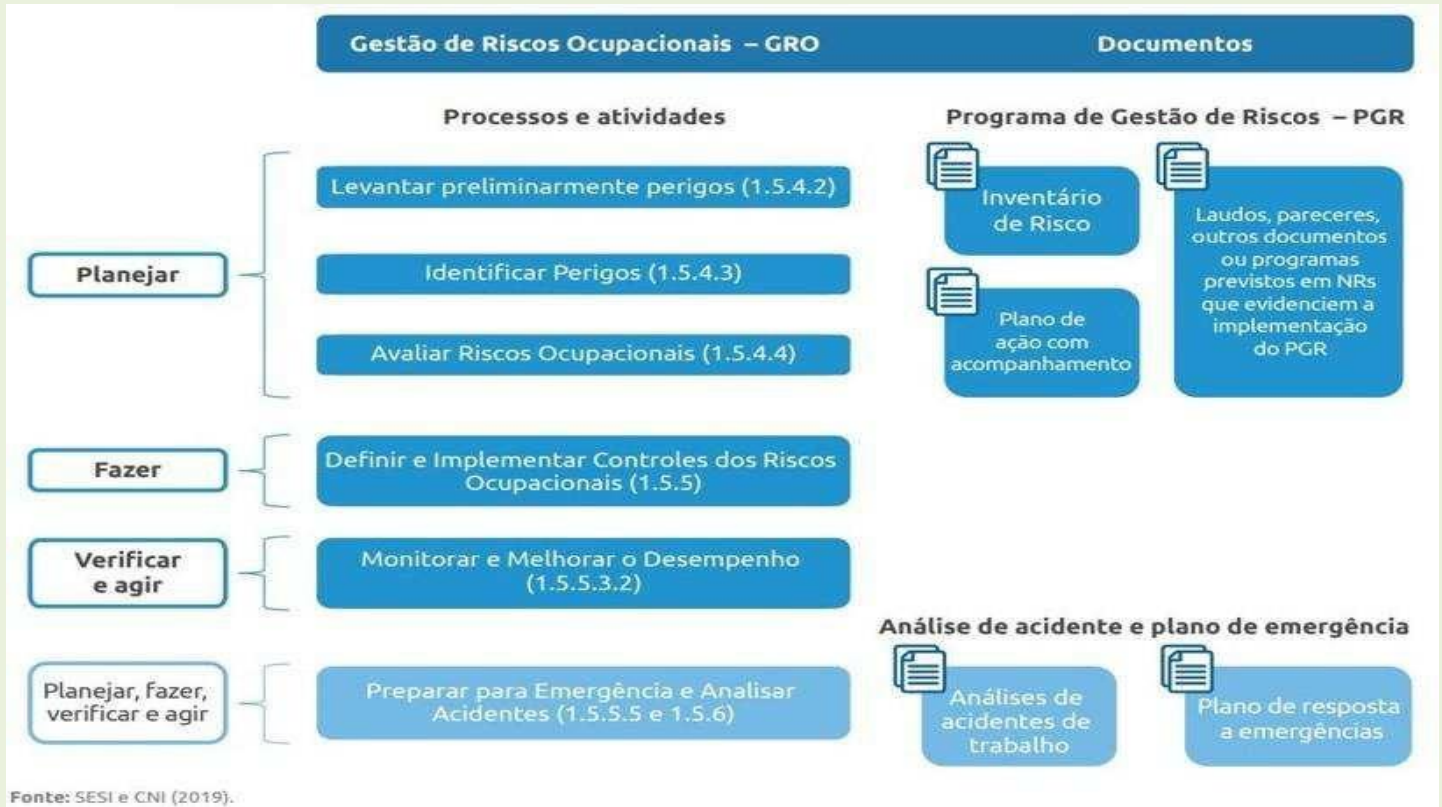 Gestão de Riscos Ocupacionais – GRO
Documentos
Processos e atividades
Programa de Gestão de Riscos – PGR
Planejar
Levantar preliminarmente perigos (1.5.4.2)
Identificar Perigos (1.5.4.3)
Avaliar Riscos Ocupacionais (1.5.4.4)
Inventário
de Risco
Plano de
ação com
acompanhamento
Laudos, pareceres,
outros documentos
ou programas
previstos em NRs
que evidenciem a
implementação
do PGR
Fazer
Definir e Implementar Controles dos Riscos
Ocupacionais (1.5.5)
Verificar
e agir
Monitorar e Melhorar o Desempenho
(1.5.5.3.2)
Análise de acidente e plano de emergência
Planejar, fazer,
verificar e agir
Preparar para Emergência e Analisar
Acidentes (1.5.5.5 e 1.5.6)
Análises de
acidentes de
trabalho
Plano de resposta
a emergências
Fonte: SESI e CNI (2019).